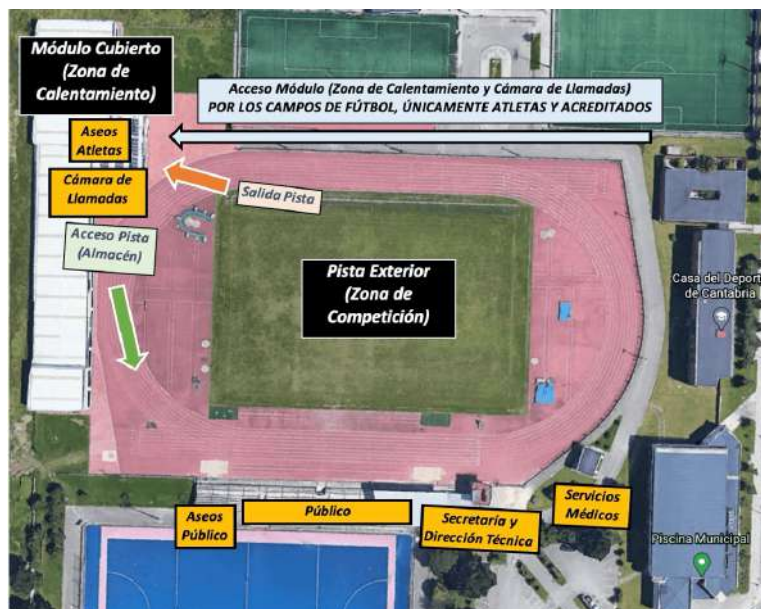 Módulo Cubierto
(Zona de
Calentamiento)
Acceso Módulo (Zona de Calentamiento y Cámara de Llamadas)
POR LOS CAMPOS DE FÚTBOL, ÚNICAMENTE ATLETAS Y ACREDITADOS
Aseos
Atletas
Cámara de
Llamadas
Salida Pista
Acceso Pista
(Almacén)
Pista Exterior
(Zona de
Competición)
Casa del Deport
de Cantabria
Servicios
Médicos
Público
Aseos
Público
Secretaría y
Dirección Técnica
Piscina Municipal